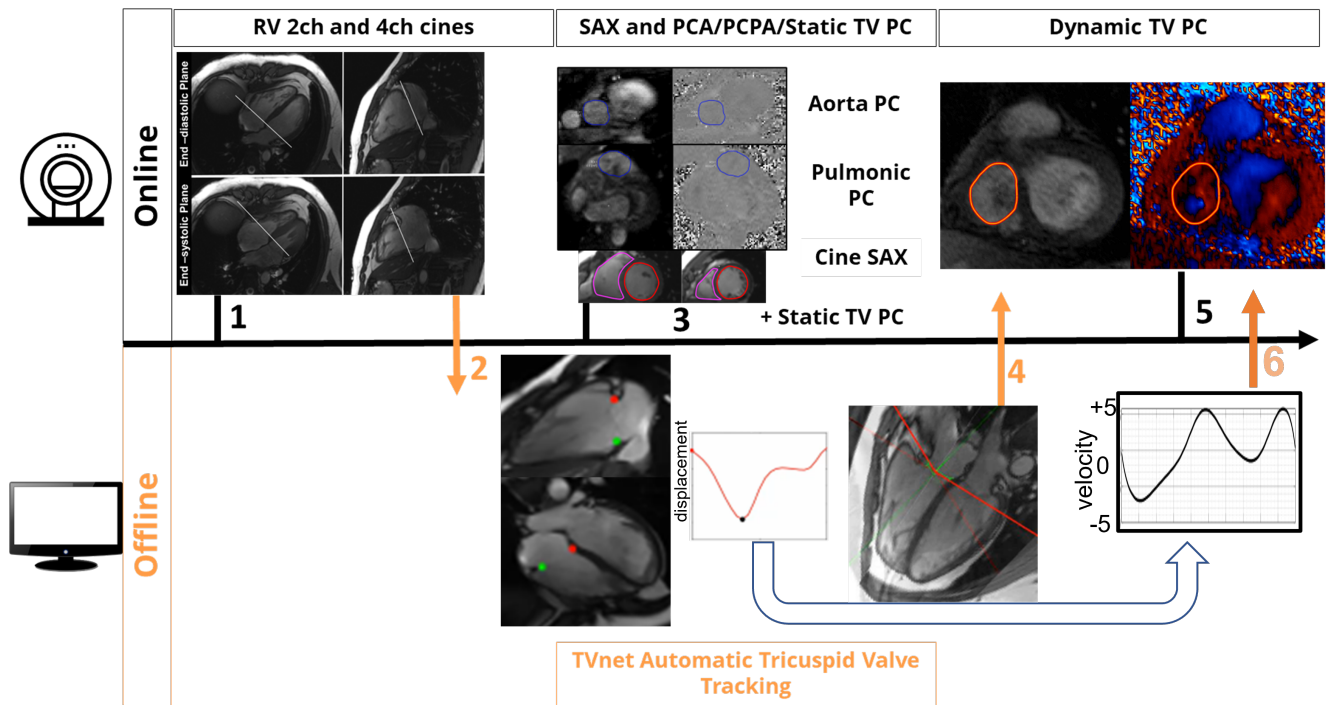 RV 2ch and 4ch cines
SAX and PCA/PCPA/Static TV PC
Dynamic TV PC
Online
End –diastolic Plane
End –systolic Plane
Aorta PC
Pulmonic
PC
Cine SAX
+ Static TV PC
1
2
3
4
5
6
Offline
displacement
velocity
+5
0
-5
TVnet Automatic Tricuspid Valve
Tracking